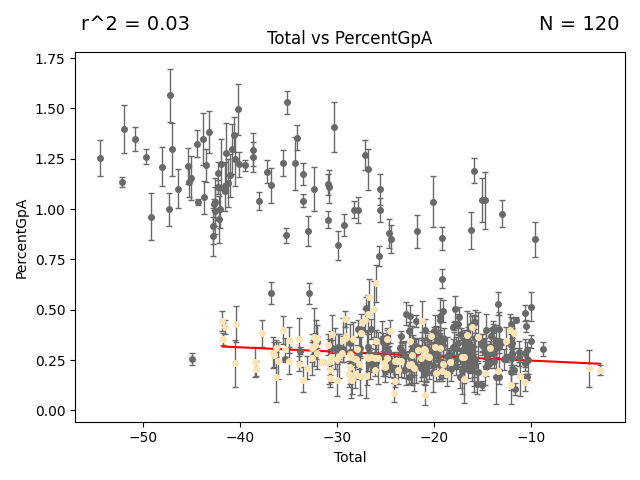 r^2 = 0.03 N = 120
Total vs PercentGpA
1.75
1.50
1.25
1.00
0.75
0.50
0.25
0.00
PercentGpA
−50 −40 −30 −20 −10
Total